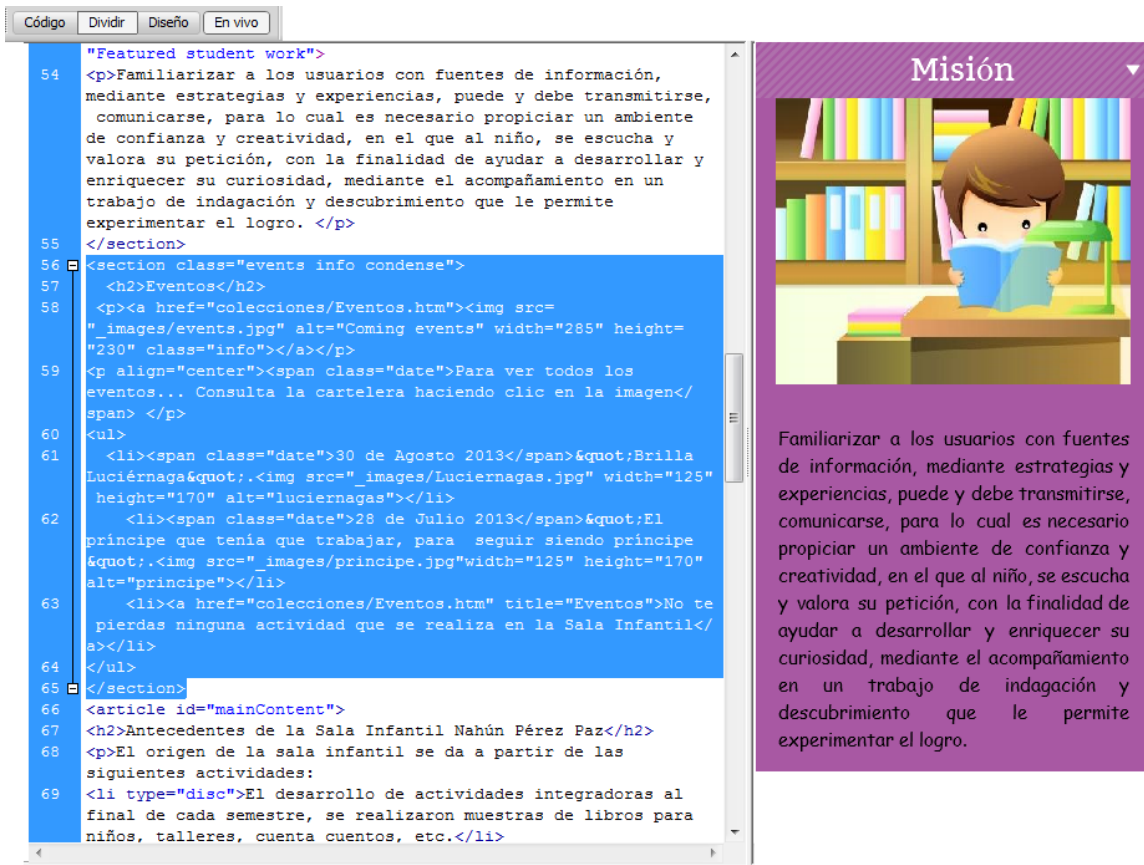 Código Dividir Diseño En vivo
"Featured student work">
54 <p>Familiarizar a los usuarios con fuentes de información,
mediante estrategias y experiencias, puede y debe transmitirse,
comunicarse, para lo cual es necesario propiciar un ambiente
de confianza y creatividad, en el que al niño, se escucha y
valora su petición, con la finalidad de ayudar a desarrollar y
enriquecer su curiosidad, mediante el acompañamiento en un
trabajo de indagación y descubrimiento que le permite
experimentar el logro. </p>
55 </section>
56 <section class="events info condense">
57 <h2>Eventos</h2>
58 <p><a href="colecciones/Eventos.htm"><img src=
"_images/events.jpg" alt="Coming events" width="285" height=
"230" class="info"></a></p>
59 <p align="center"><span class="date">Para ver todos los
eventos... Consulta la cartelera haciendo clic en la imagen</
span> </p>
60 <ul>
61 <li><span class="date">30 de Agosto 2013</span>&quot;Brilla
Luciérnaga&quot;.<img src="_images/Luciernagas.jpg" width="125"
height="170" alt="luciernagas"></li>
62 <li><span class="date">28 de Julio 2013</span>&quot;El
príncipe que tenía que trabajar, para  seguir siendo príncipe
&quot;.<img src="_images/principe.jpg"width="125" height="170"
alt="principe"></li>
63 <li><a href="colecciones/Eventos.htm" title="Eventos">No te
pierdas ninguna actividad que se realiza en la Sala Infantil</
a></li>
64 </ul>
65 </section>
66 <article id="mainContent">
67 <h2>Antecedentes de la Sala Infantil Nahún Pérez Paz</h2>
68 <p>El origen de la sala infantil se da a partir de las
siguientes actividades:
69 <li type="disc">El desarrollo de actividades integradoras al
final de cada semestre, se realizaron muestras de libros para
niños, talleres, cuenta cuentos, etc.</li>
Misión
Familiarizar a los usuarios con fuentes
de información, mediante estrategias y
experiencias, puede y debe transmitirse,
comunicarse, para lo cual es necesario
propiciar un ambiente de confianza y
creatividad, en el que al niño, se escucha
y valora su petición, con la finalidad de
ayudar a desarrollar y enriquecer su
curiosidad, mediante el acompañamiento
en un trabajo de indagación y
descubrimiento que le permite
experimentar el logro.